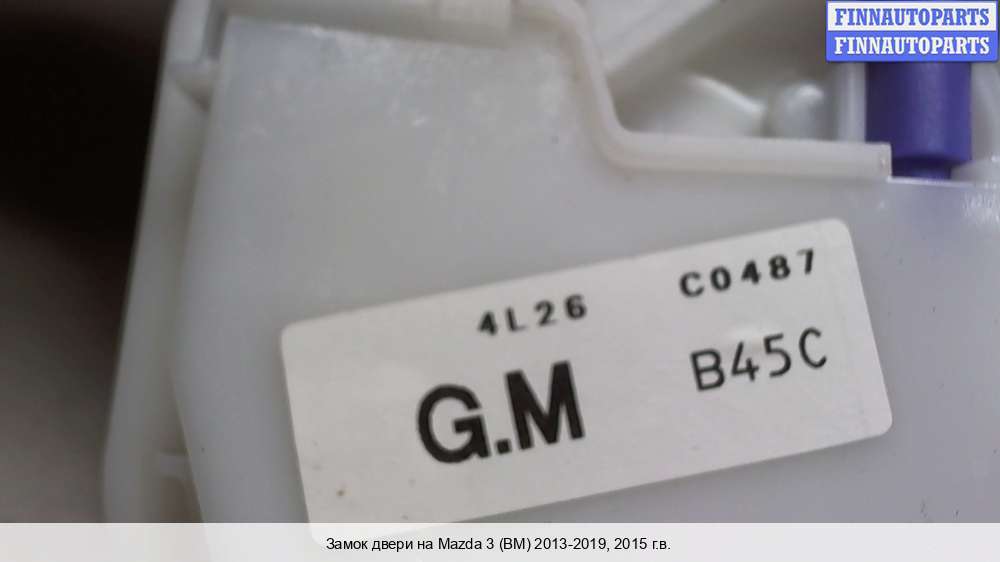 FINNAUTOPARTS
FINNAUTOPARTS
4L26 C0487
G.M B45C
Замок двери на Mazda 3 (BM) 2013-2019, 2015 г.в.